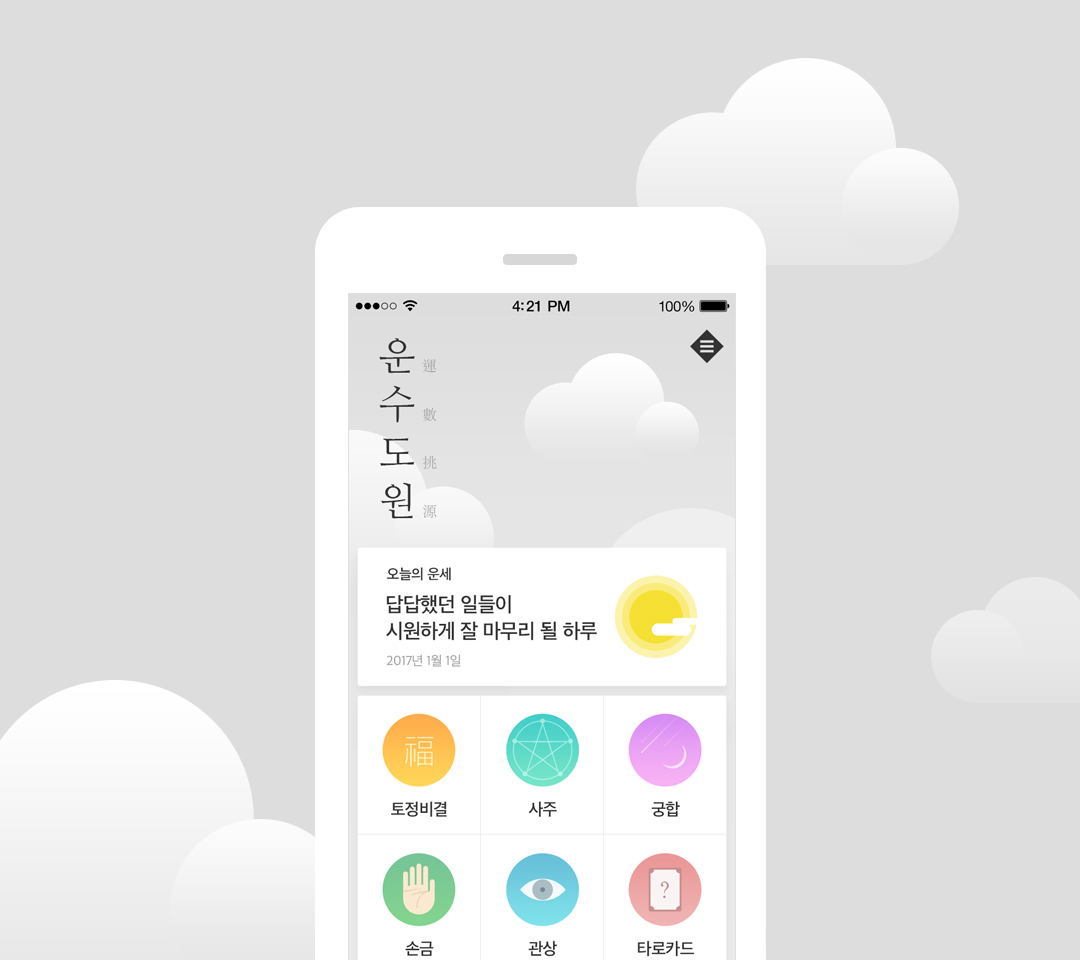 4:21 PM
100%
운수도원
運數挑源
오늘의 운세
답답했던 일들이
시원하게 잘 마무리 될 하루
2017년 1월 1일
福
토정비결
사주
궁합
?
손금
관상
타로카드